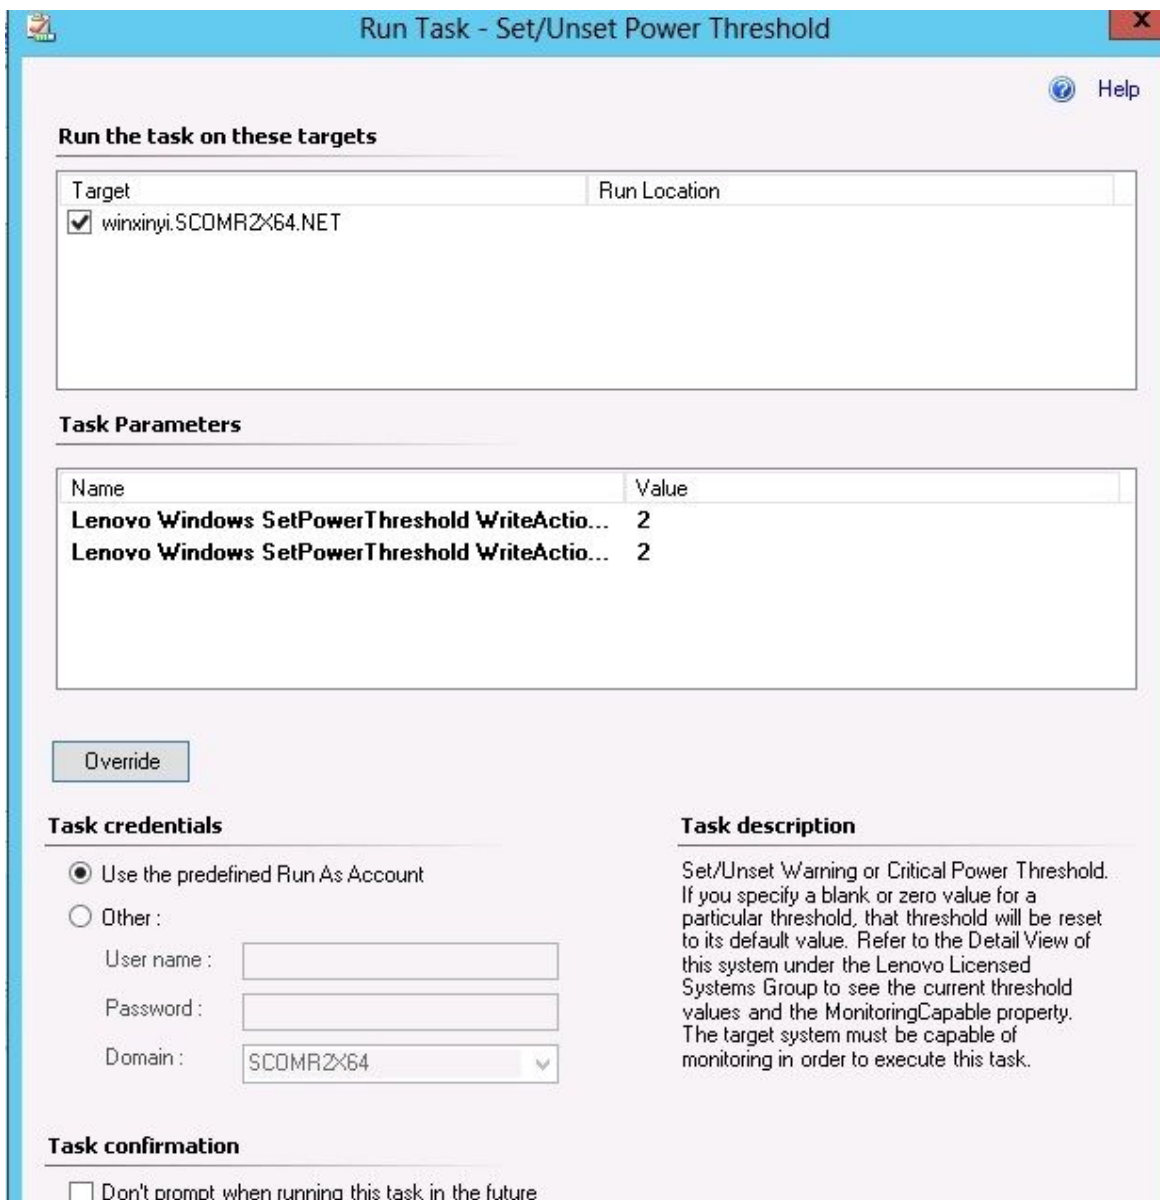 Run Task - Set/Unset Power Threshold
x
Help
Run the task on these targets
Target Run Location
winxinyi.SCOMR2X64.NET
Task Parameters
Name Value
Lenovo Windows SetPowerThreshold WriteActio... 2
Lenovo Windows SetPowerThreshold WriteActio... 2
Override
Task credentials
Use the predefined Run As Account
Other :
User name :
Password :
Domain : SCOMR2X64
Task description
Set/Unset Warning or Critical Power Threshold.
If you specify a blank or zero value for a
particular threshold, that threshold will be reset
to its default value. Refer to the Detail View of
this system under the Lenovo Licensed
Systems Group to see the current threshold
values and the MonitoringCapable property.
The target system must be capable of
monitoring in order to execute this task.
Task confirmation
Don't prompt when running this task in the future